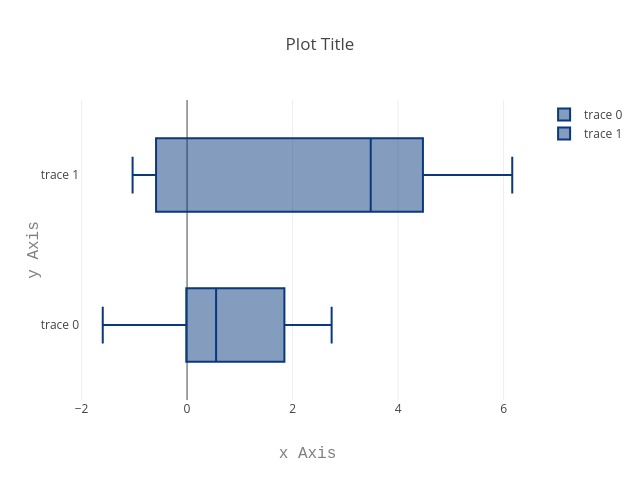 Plot Title
trace 0
trace 1
trace 1
y Axis
trace 0
−2
0
2
4
6
x Axis